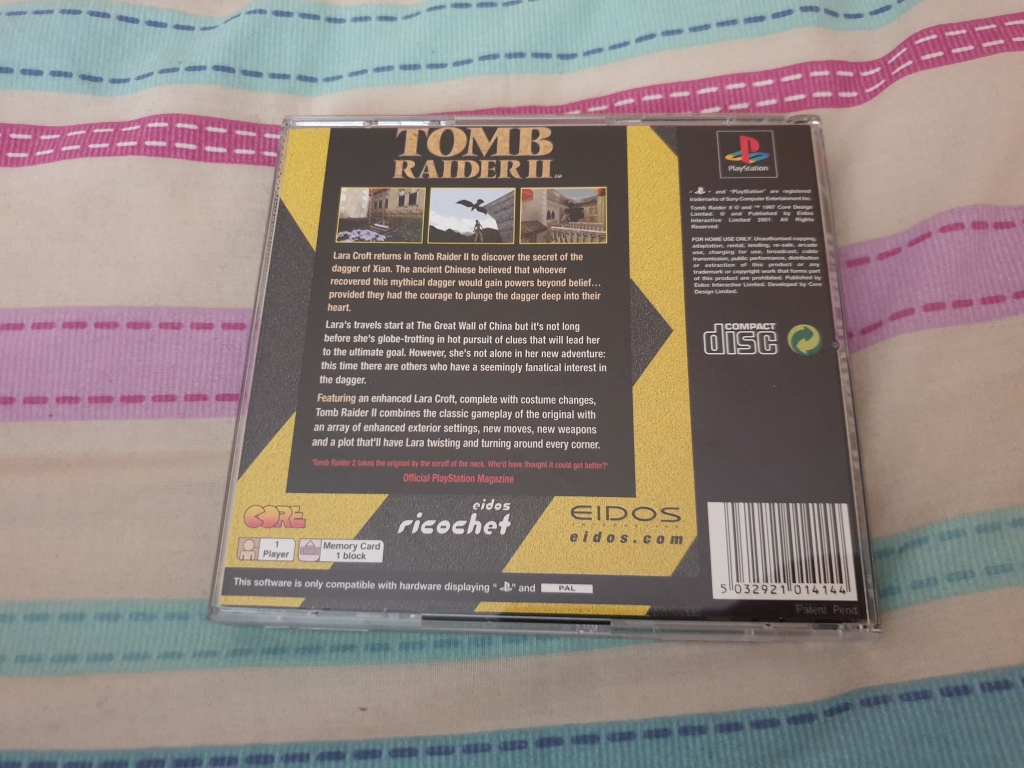 TOMB
RAIDER II™
Lara Croft returns in Tomb Raider II to discover the secret of the
dagger of Xian. The ancient Chinese believed that whoever
recovered this mythical dagger would gain powers beyond belief...
provided they had the courage to plunge the dagger deep into their
heart.
Lara's travels start at The Great Wall of China but it's not long
before she's globe-trotting in hot pursuit of clues that will lead her
to the ultimate goal. However, she's not alone in her new adventure:
this time there are others who have a seemingly fanatical interest in
the dagger.
Featuring an enhanced Lara Croft, complete with costume changes,
Tomb Raider II combines the classic gameplay of the original with
an array of enhanced exterior settings, new moves, new weapons
and a plot that'll have Lara twisting and turning around every corner.
"Tomb Raider 2 takes the original by the scruff of the neck. Who'd have thought it could get better?"
Official PlayStation Magazine
CORE
eidos
ricochet
EIDOS
INTERACTIVE
eidos.com
1
Player
Memory Card
1 block
This software is only compatible with hardware displaying " " and PAL
PlayStation
" " and "PlayStation" are registered
trademarks of Sony Computer Entertainment Inc.
Tomb Raider II © and ™ 1997 Core Design
Limited. © and Published by Eidos
Interactive Limited 2001. All Rights
Reserved.
FOR HOME USE ONLY. Unauthorised copying,
adaptation, rental, lending, re-sale, arcade
use, charging for use, broadcast, cable
transmission, public performance, distribution
or extraction of this product or any
trademark or copyright work that forms part
of this product are prohibited. Published by
Eidos Interactive Limited. Developed by Core
Design Limited.
COMPACT
disc
5 032921 014144
Patent Pend